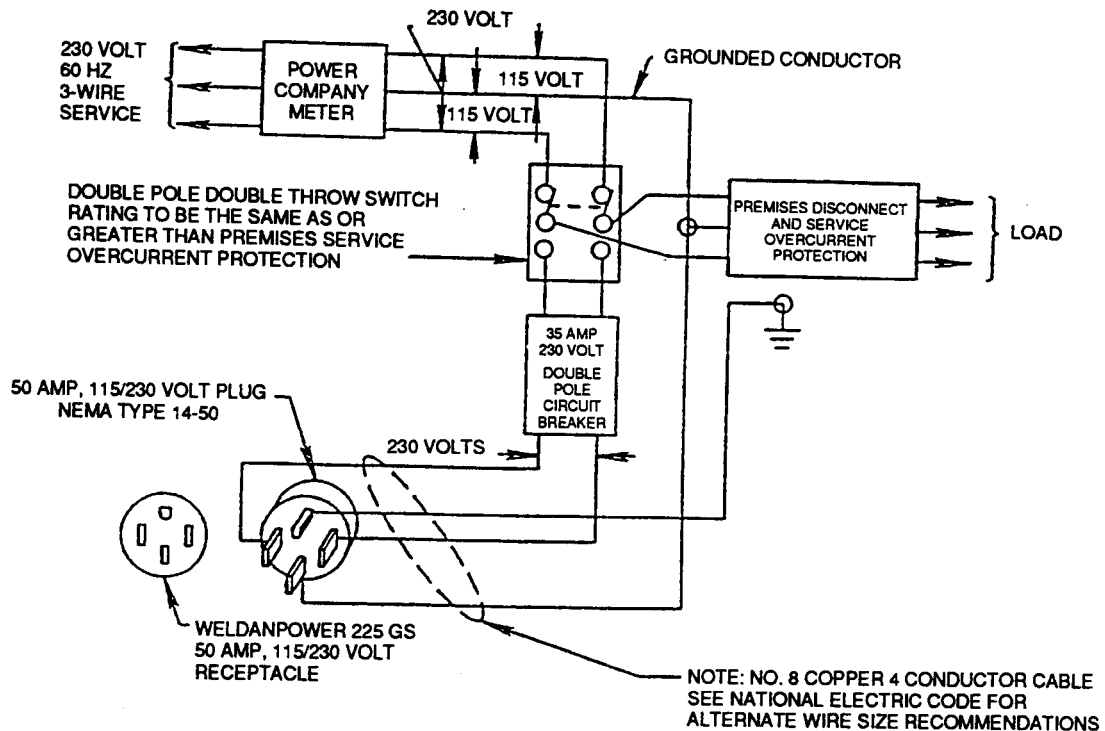 230 VOLT
230 VOLT
60 HZ
3-WIRE
SERVICE
POWER
COMPANY
METER
115 VOLT
115 VOLT
GROUNDED CONDUCTOR
DOUBLE POLE DOUBLE THROW SWITCH
RATING TO BE THE SAME AS OR
GREATER THAN PREMISES SERVICE
OVERCURRENT PROTECTION
PREMISES DISCONNECT
AND SERVICE
OVERCURRENT
PROTECTION
LOAD
35 AMP
230 VOLT
DOUBLE
POLE
CIRCUIT
BREAKER
50 AMP, 115/230 VOLT PLUG
NEMA TYPE 14-50
230 VOLTS
WELDANPOWER 225 GS
50 AMP, 115/230 VOLT
RECEPTACLE
NOTE: NO. 8 COPPER 4 CONDUCTOR CABLE
SEE NATIONAL ELECTRIC CODE FOR
ALTERNATE WIRE SIZE RECOMMENDATIONS